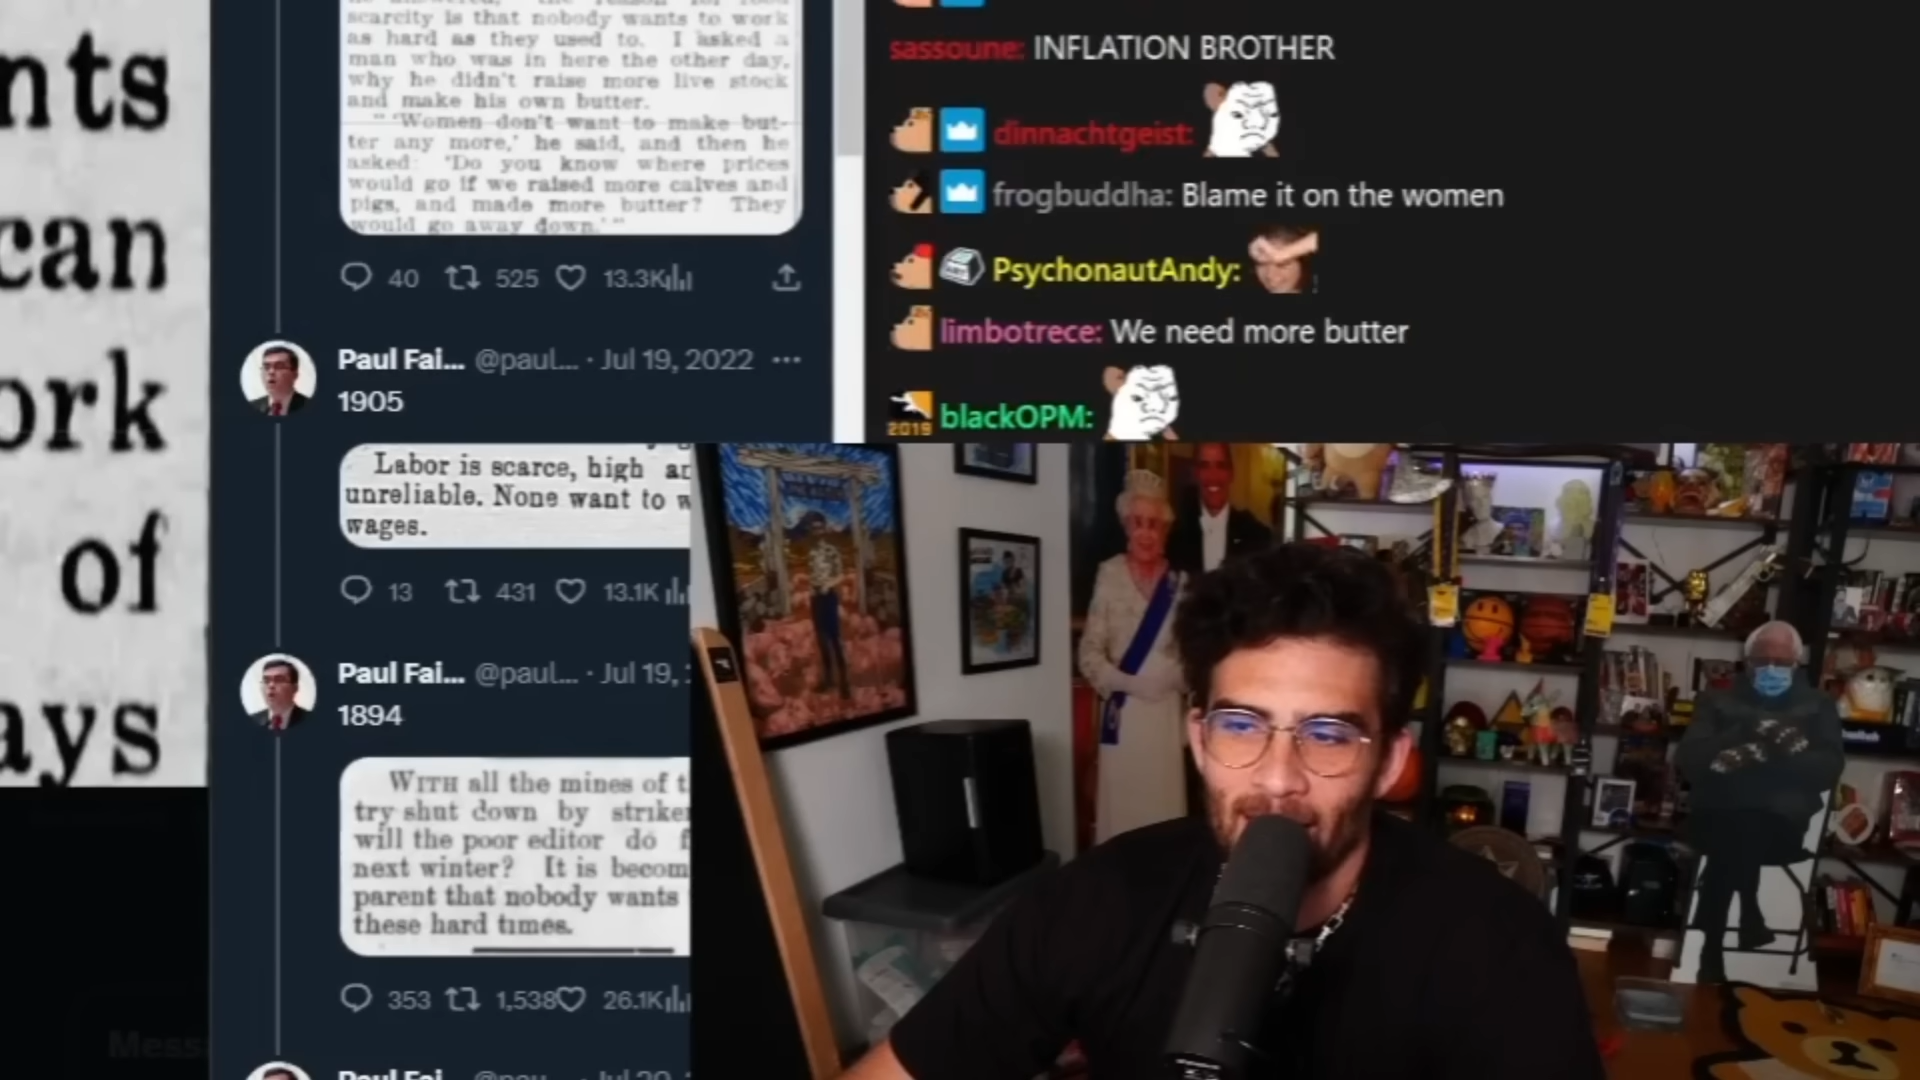 nts
can
ork
of
ays
Mess
scarcity is that nobody wants to work
as hard as they used to. I asked a
man who was in here the other day,
why he didn't raise more live stock
and make his own butter.
"'Women don't want to make but-
ter any more,' he said, and then he
asked: 'Do you know where prices
would go if we raised more calves and
pigs, and made more butter? They
would go away down.'"
40 525 13.3K
Paul Fai... @paul... · Jul 19, 2022 ...
1905
Labor is scarce, high
unreliable. None want to w
wages.
13 431 13.1K
Paul Fai... @paul... · Jul 19,
1894
WITH all the mines of t
try shut down by strike
will the poor editor do f
next winter? It is becom
parent that nobody wants
these hard times.
353 1,538 26.1K
sassoune: INFLATION BROTHER
dinnachtgeist:
frogbuddha: Blame it on the women
PsychonautAndy:
limbotrece: We need more butter
2019 blackOPM: